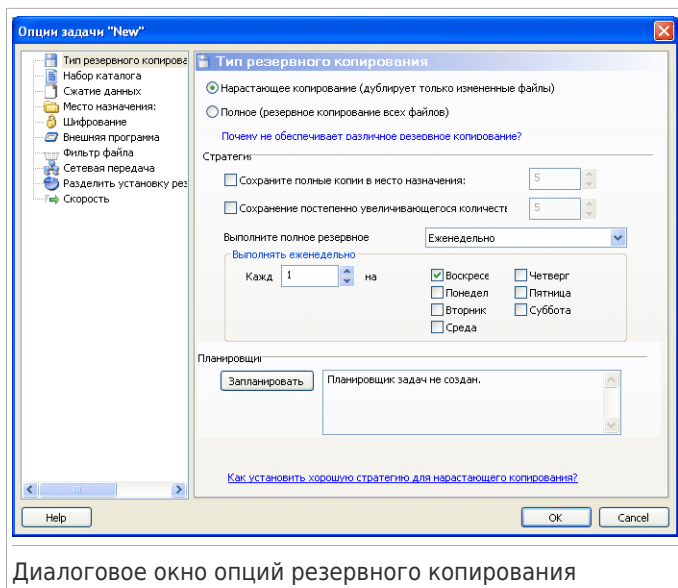 Опции задачи "New"
Тип резервного копирова
Набор каталога
Сжатие данных
Место назначения:
Шифрование
Внешняя программа
Фильтр файла
Сетевая передача
Разделить установку рез
Скорость
Тип резервного копирования
Нарастающее копирование (дублирует только измененные файлы)
Полное (резервное копирование всех файлов)
Почему не обеспечивает различное резервное копирование?
Стратегия
Сохраните полные копии в место назначения:
5
Сохранение постепенно увеличивающегося количест
5
Выполните полное резервное
Еженедельно
Выполнять еженедельно
Кажд
1
на
Воскресе
Четверг
Понедел
Пятница
Вторник
Суббота
Среда
Планировщи
Запланировать
Планировщик задач не создан.
Как установить хорошую стратегию для нарастающего копирования?
Help
OK
Cancel
Диалоговое окно опций резервного копирования